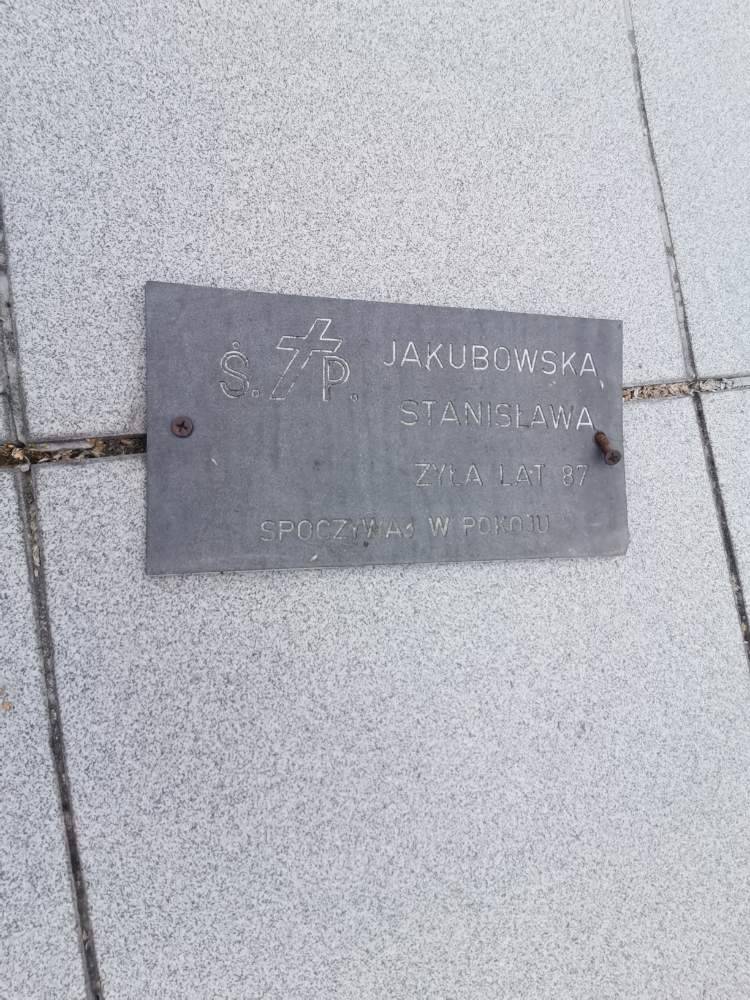 Ś. P. JAKUBOWSKA
STANISŁAWA
ŻYŁA LAT 87
SPOCZYWAJ W POKOJU